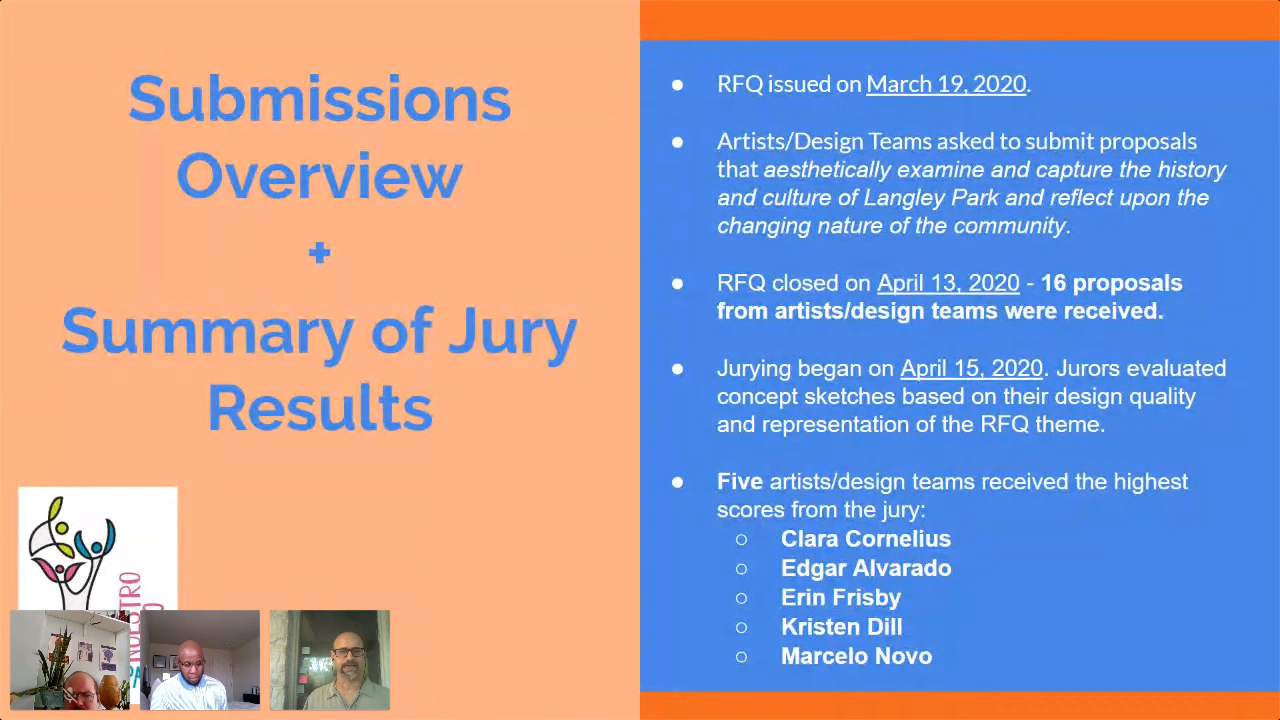 Submissions
Overview
+
Summary of Jury
Results
● RFQ issued on March 19, 2020.
● Artists/Design Teams asked to submit proposals
that aesthetically examine and capture the history
and culture of Langley Park and reflect upon the
changing nature of the community.
● RFQ closed on April 13, 2020 - 16 proposals
from artists/design teams were received.
● Jurying began on April 15, 2020. Jurors evaluated
concept sketches based on their design quality
and representation of the RFQ theme.
● Five artists/design teams received the highest
scores from the jury:
○ Clara Cornelius
○ Edgar Alvarado
○ Erin Frisby
○ Kristen Dill
○ Marcelo Novo